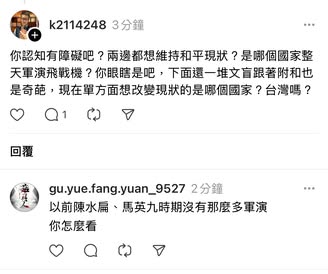 k2114248 3分鐘
你認知有障礙吧？兩邊都想維持和平現狀？是哪個國家整
天軍演飛戰機？你眼瞎是吧，下面還一堆文盲跟著附和也
是奇葩，現在單方面想改變現狀的是哪個國家？台灣嗎？
1
回覆
gu.yue.fang.yuan_9527 2分鐘
以前陳水扁、馬英九時期沒有那麼多軍演
你怎麼看